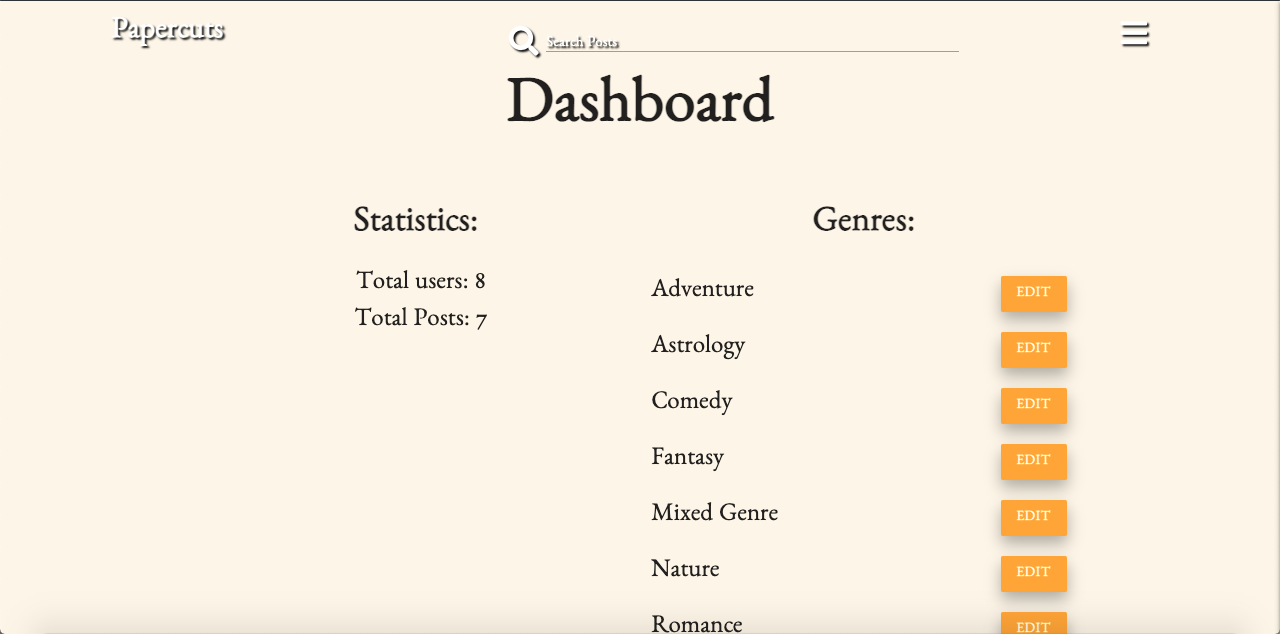 Papercuts
Search Posts
Dashboard
Statistics:
Total users: 8
Total Posts: 7
Genres:
Adventure EDIT
Astrology EDIT
Comedy EDIT
Fantasy EDIT
Mixed Genre EDIT
Nature EDIT
Romance EDIT